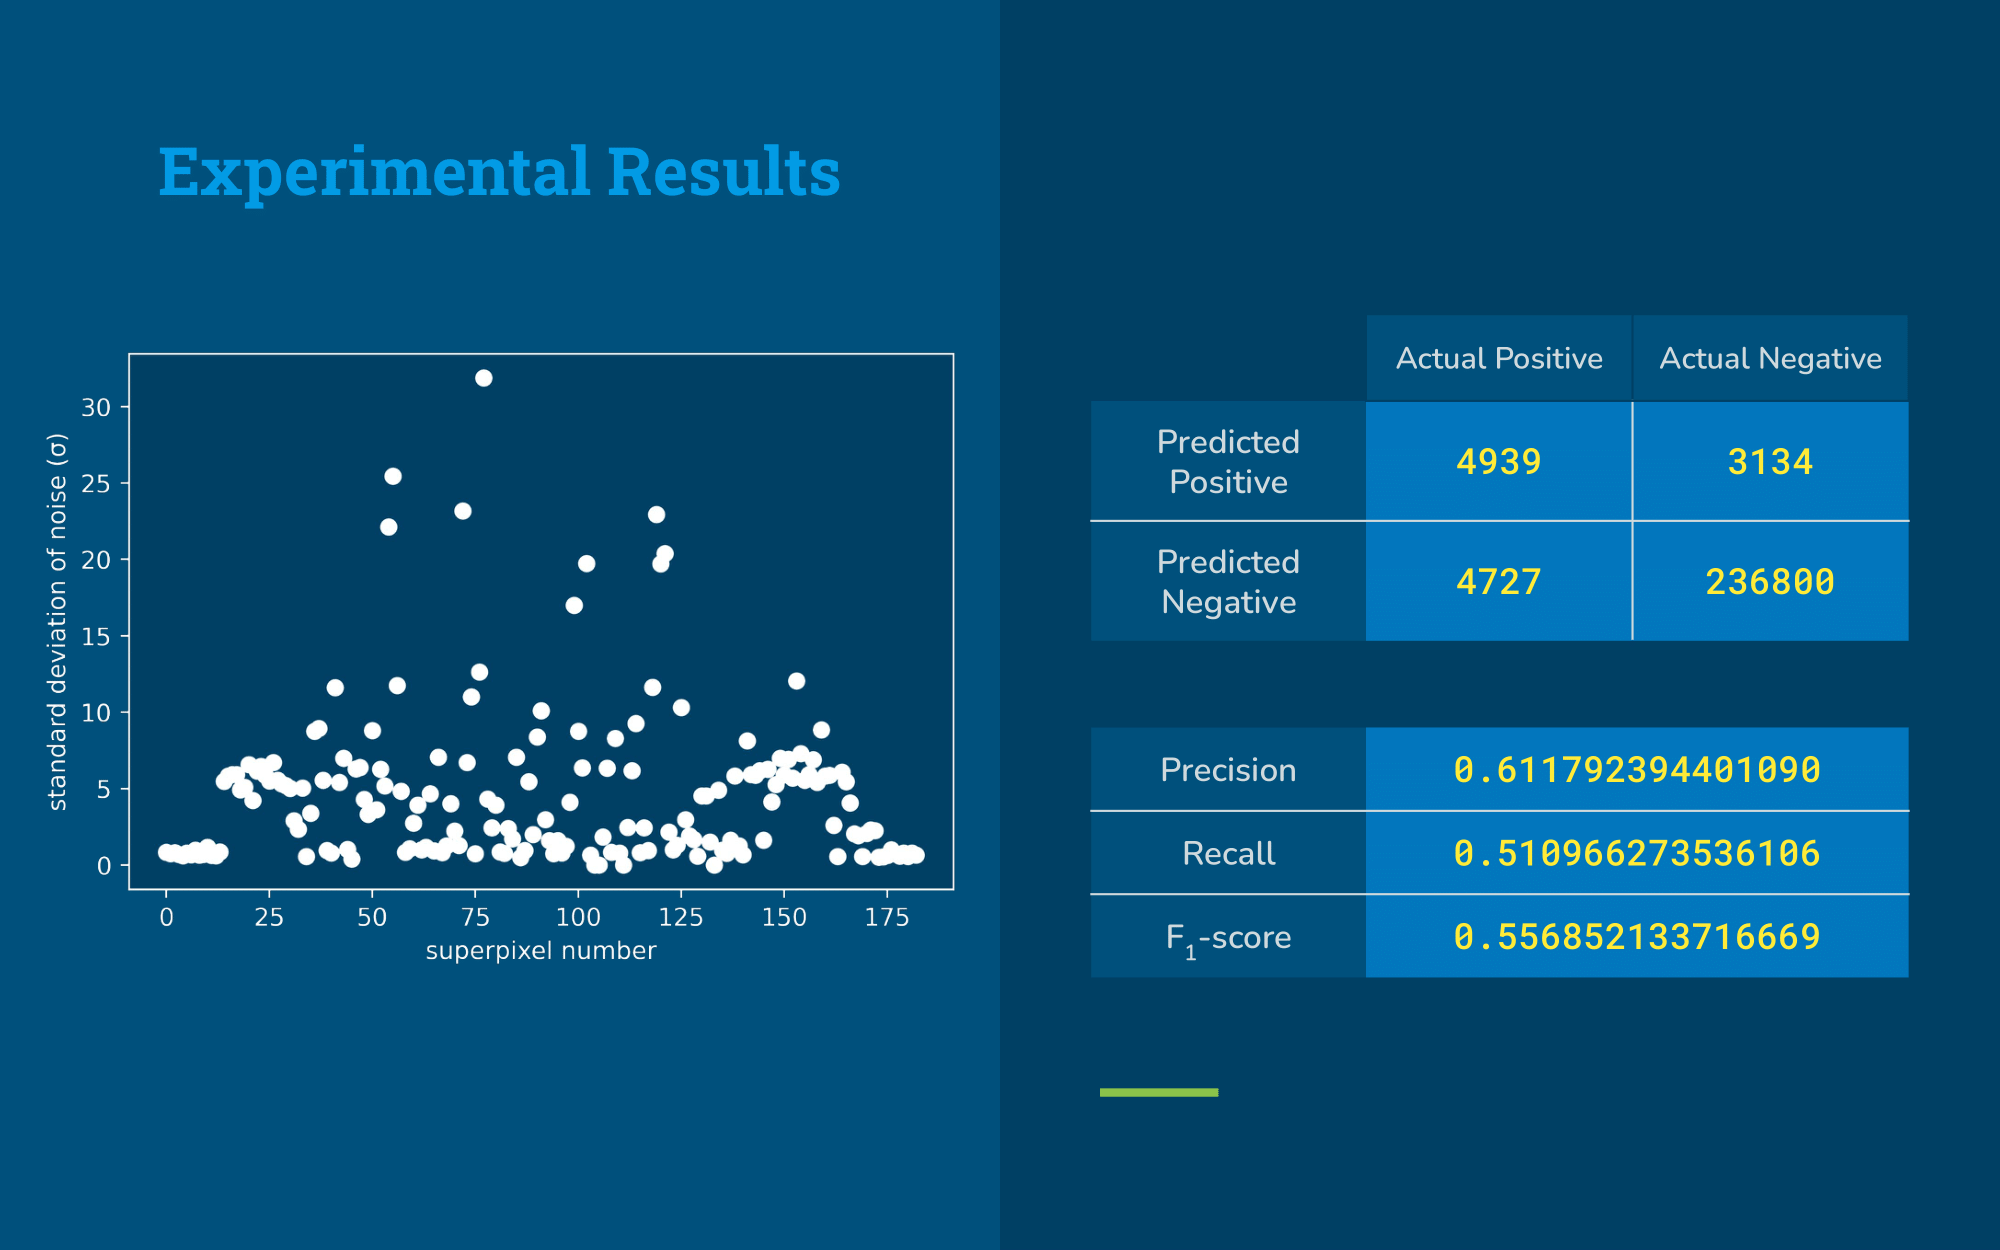 Experimental Results
30
25
20
15
10
5
0
standard deviation of noise (σ)
0 25 50 75 100 125 150 175
superpixel number
Actual Positive Actual Negative
Predicted
Positive
4939 3134
Predicted
Negative
4727 236800
Precision 0.611792394401090
Recall 0.510966273536106
F₁-score 0.556852133716669